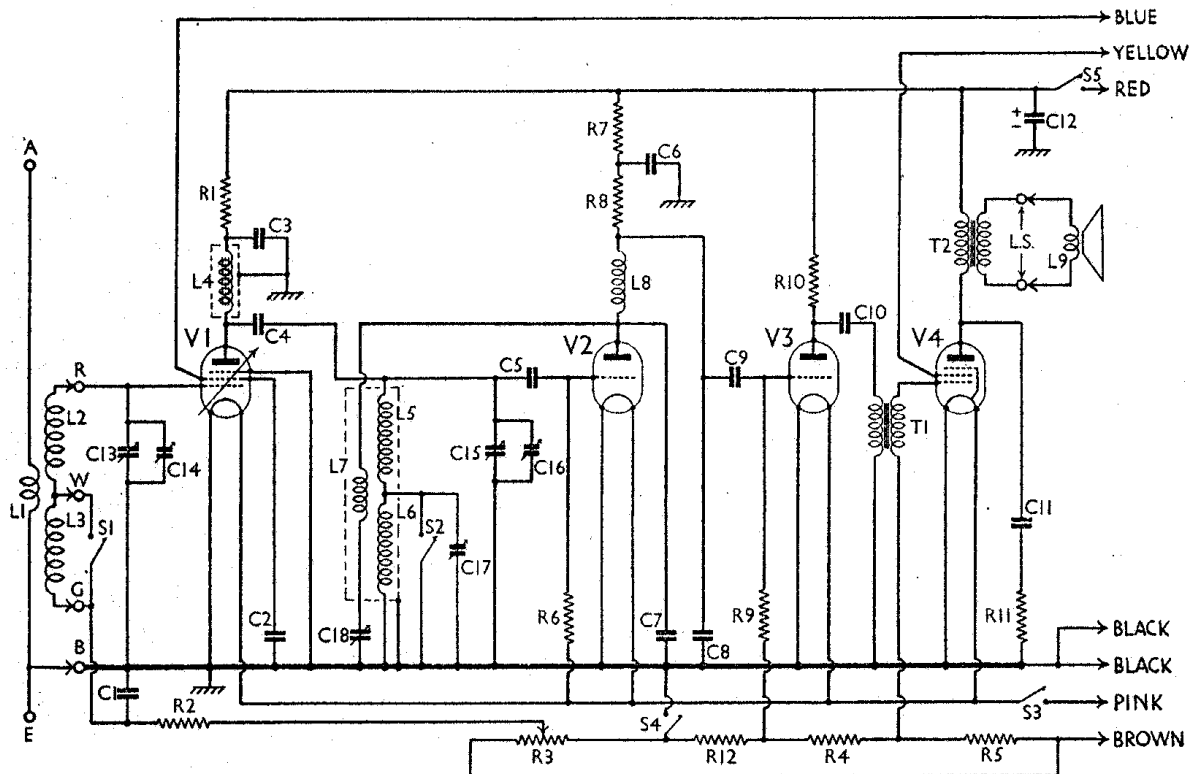 BLUE
YELLOW
S5
RED
R7
+
−
C12
C6
A
R1
R8
C3
T2
L.S.
L9
L4
L8
R10
C10
V1
C4
V2
V3
V4
R
C5
C9
L2
L5
C13
C14
C15
C16
T1
L7
W
L1
L3
S1
L6
S2
C17
C11
G
R6
R9
R11
C2
C18
C7
C8
B
BLACK
BLACK
C1
PINK
R2
S3
S4
E
BROWN
R3
R12
R4
R5